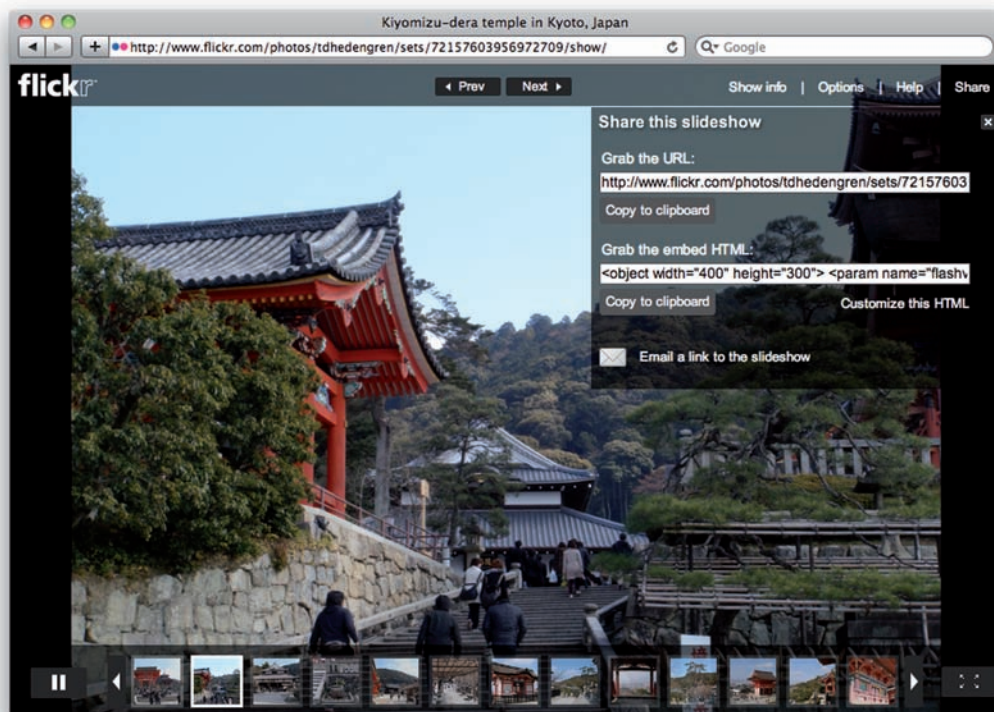 Kiyomizu-dera temple in Kyoto, Japan
http://www.flickr.com/photos/tdhedengren/sets/72157603956972709/show/
Google
flickr
Prev Next Show info | Options | Help | Share
Share this slideshow
Grab the URL:
http://www.flickr.com/photos/tdhedengren/sets/72157603
Copy to clipboard
Grab the embed HTML:
<object width="400" height="300"> <param name="flashv
Copy to clipboard Customize this HTML
Email a link to the slideshow